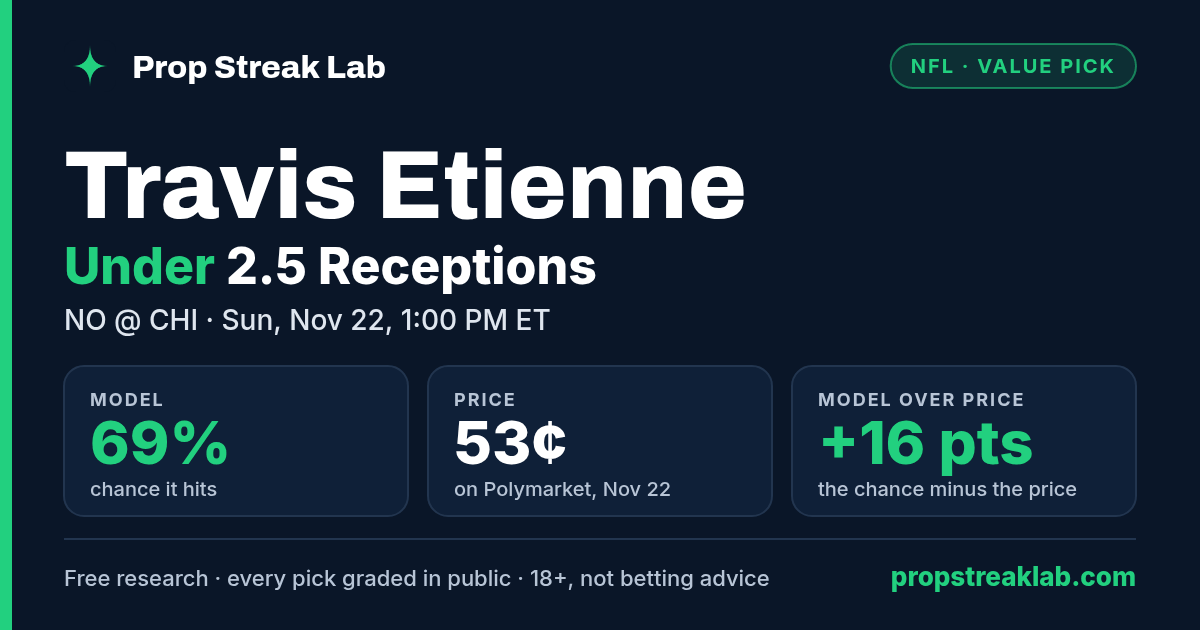 Prop Streak Lab
NFL · VALUE PICK
Travis Etienne
Under 2.5 Receptions
NO @ CHI · Sun, Nov 22, 1:00 PM ET
MODEL
69%
chance it hits
PRICE
53¢
on Polymarket, Nov 22
MODEL OVER PRICE
+16 pts
the chance minus the price
Free research · every pick graded in public · 18+, not betting advice
propstreaklab.com